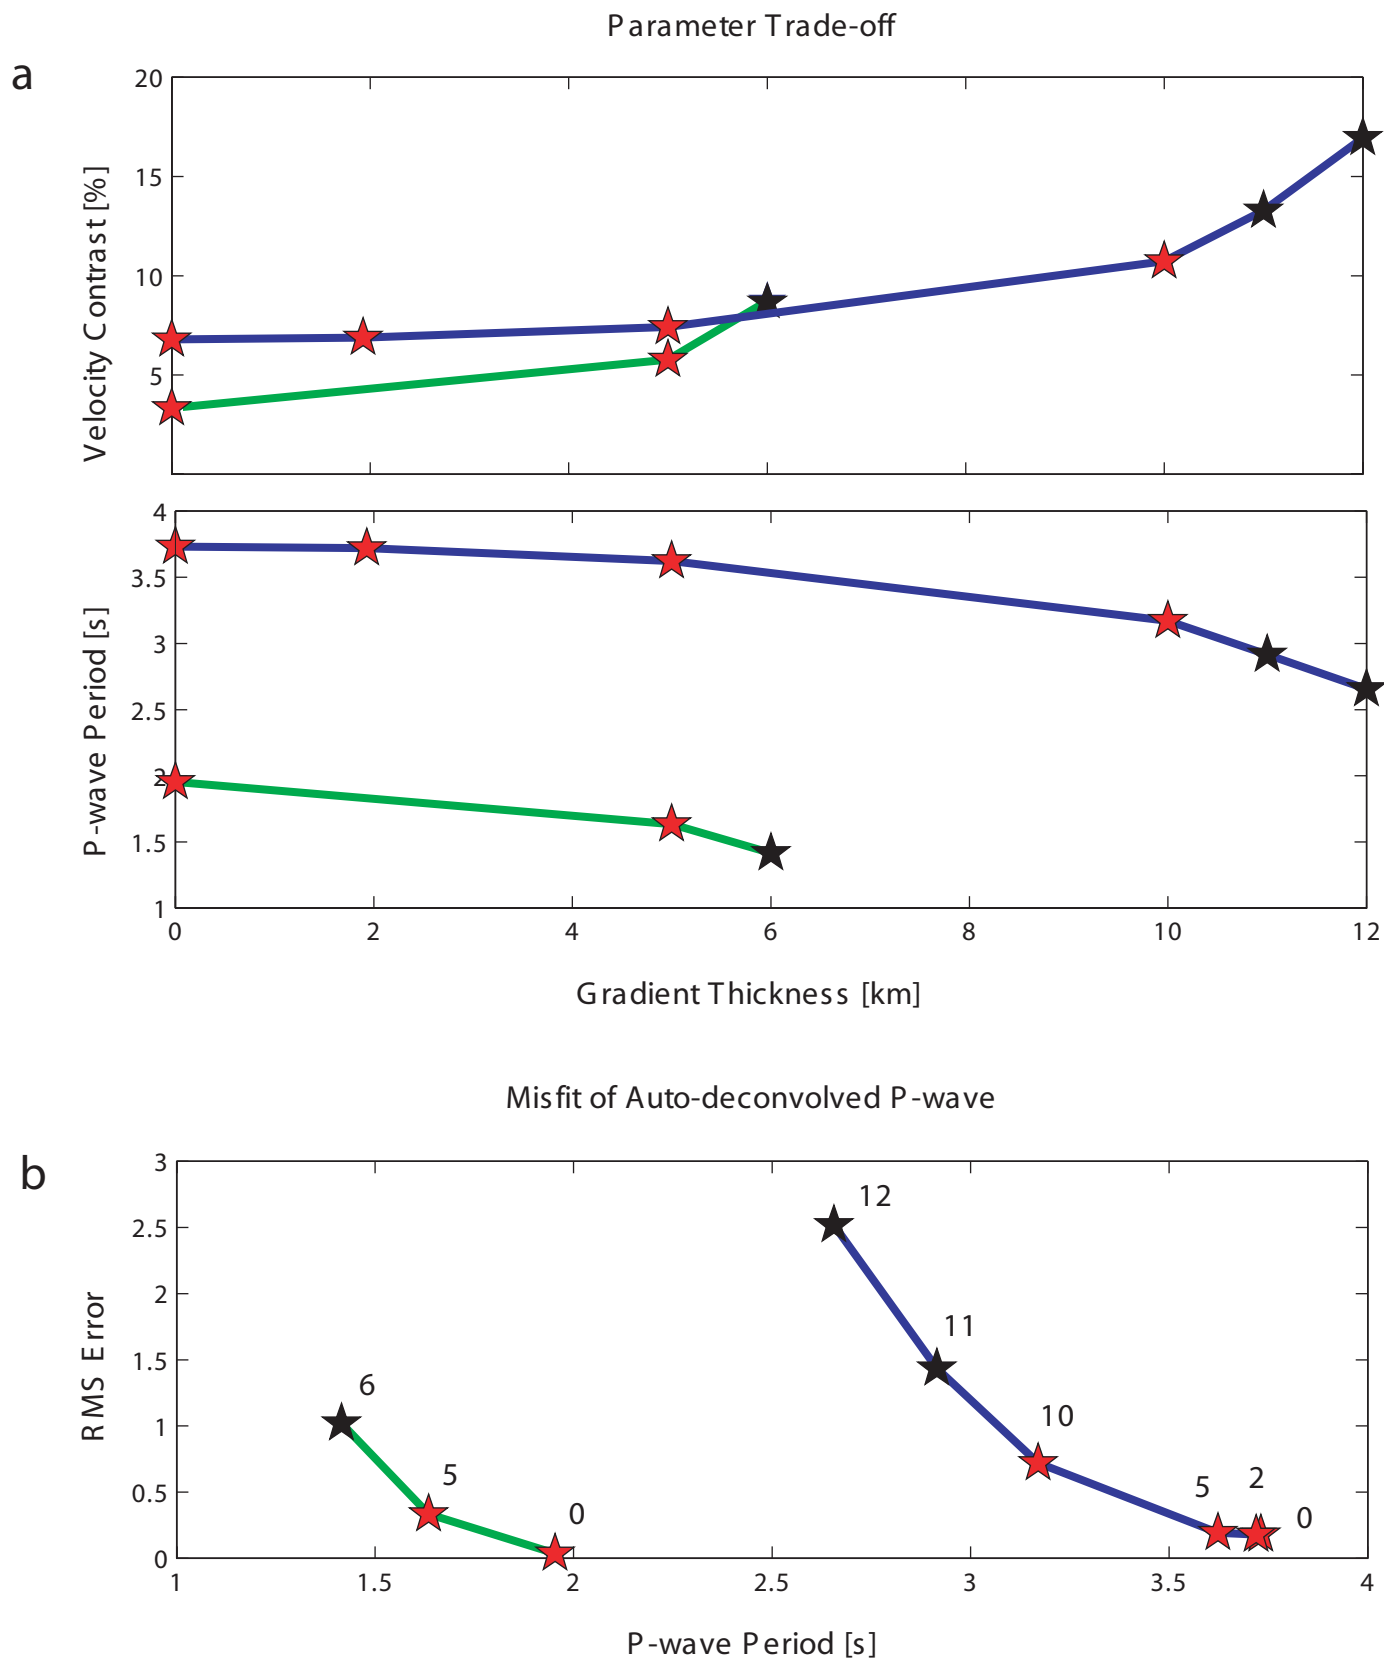 Parameter Trade-off
a
20
15
10
5
Velocity Contrast [%]
4
3.5
3
2.5
2
1.5
1
P-wave Period [s]
0 2 4 6 8 10 12
Gradient Thickness [km]
Misfit of Auto-deconvolved P-wave
b
3
2.5
2
1.5
1
0.5
0
RMS Error
12
11
10
6
5
0
5
2
0
1 1.5 2 2.5 3 3.5 4
P-wave Period [s]